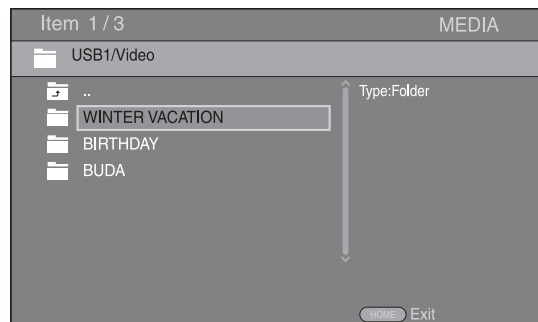 Item 1/3
MEDIA
USB1/Video
..
Type:Folder
WINTER VACATION
BIRTHDAY
BUDA
HOME Exit